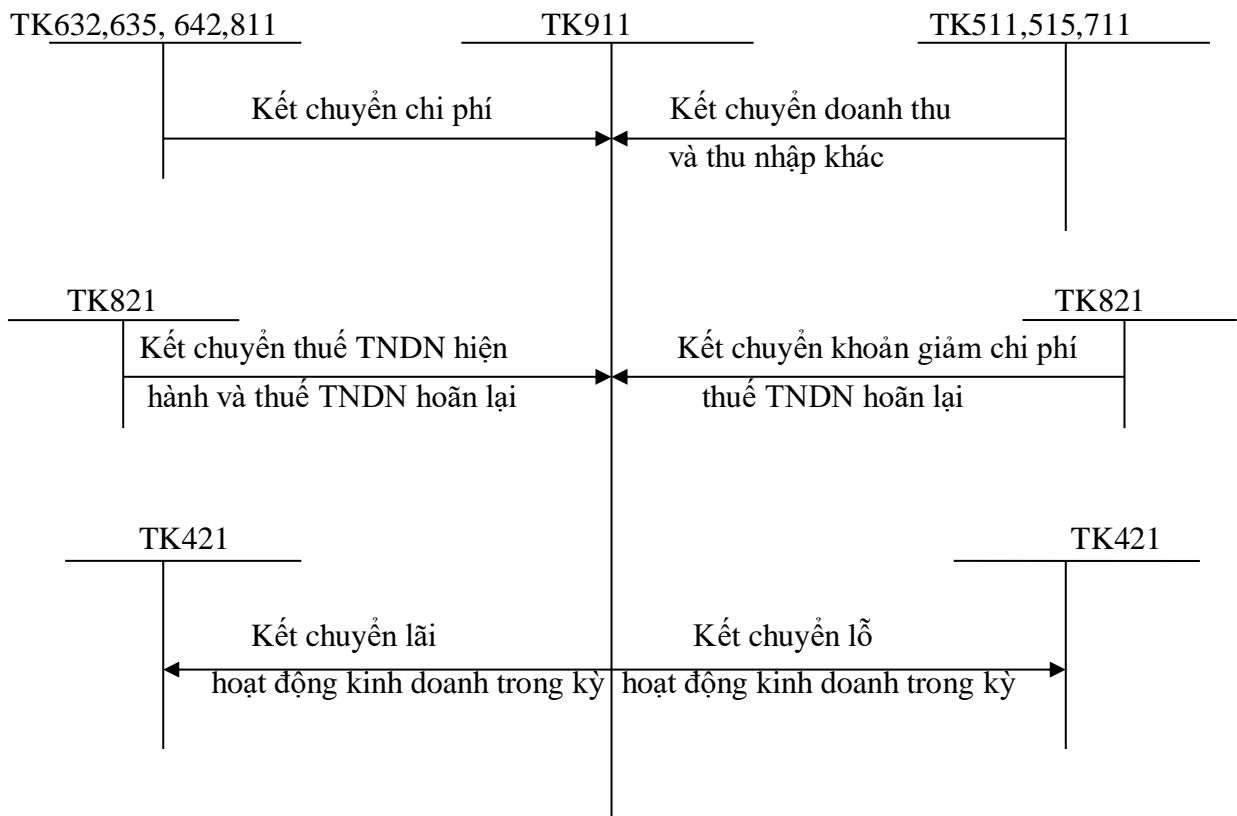 TK632,635, 642,811
TK911
TK511,515,711
Kết chuyển chi phí
Kết chuyển doanh thu
và thu nhập khác
TK821
TK821
Kết chuyển thuế TNDN hiện
hành và thuế TNDN hoãn lại
Kết chuyển khoản giảm chi phí
thuế TNDN hoãn lại
TK421
TK421
Kết chuyển lãi
hoạt động kinh doanh trong kỳ
Kết chuyển lỗ
hoạt động kinh doanh trong kỳ